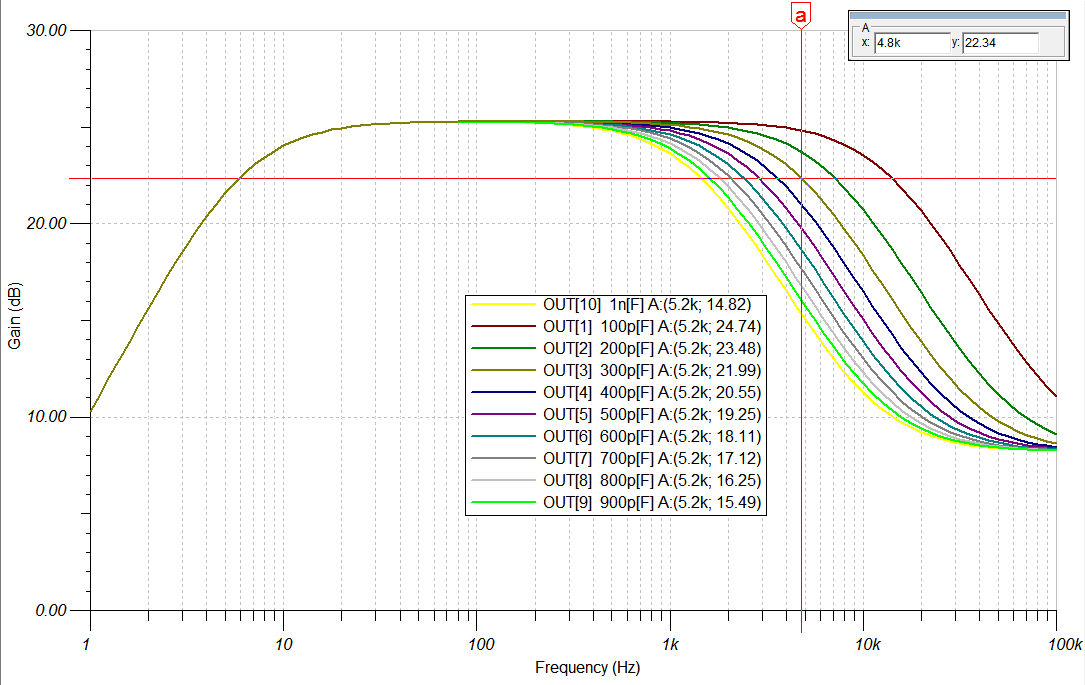 a
A
x: 4.8k y: 22.34
30.00
20.00
10.00
0.00
Gain (dB)
OUT[10] 1n[F] A:(5.2k; 14.82)
OUT[1] 100p[F] A:(5.2k; 24.74)
OUT[2] 200p[F] A:(5.2k; 23.48)
OUT[3] 300p[F] A:(5.2k; 21.99)
OUT[4] 400p[F] A:(5.2k; 20.55)
OUT[5] 500p[F] A:(5.2k; 19.25)
OUT[6] 600p[F] A:(5.2k; 18.11)
OUT[7] 700p[F] A:(5.2k; 17.12)
OUT[8] 800p[F] A:(5.2k; 16.25)
OUT[9] 900p[F] A:(5.2k; 15.49)
1 10 100 1k 10k 100k
Frequency (Hz)